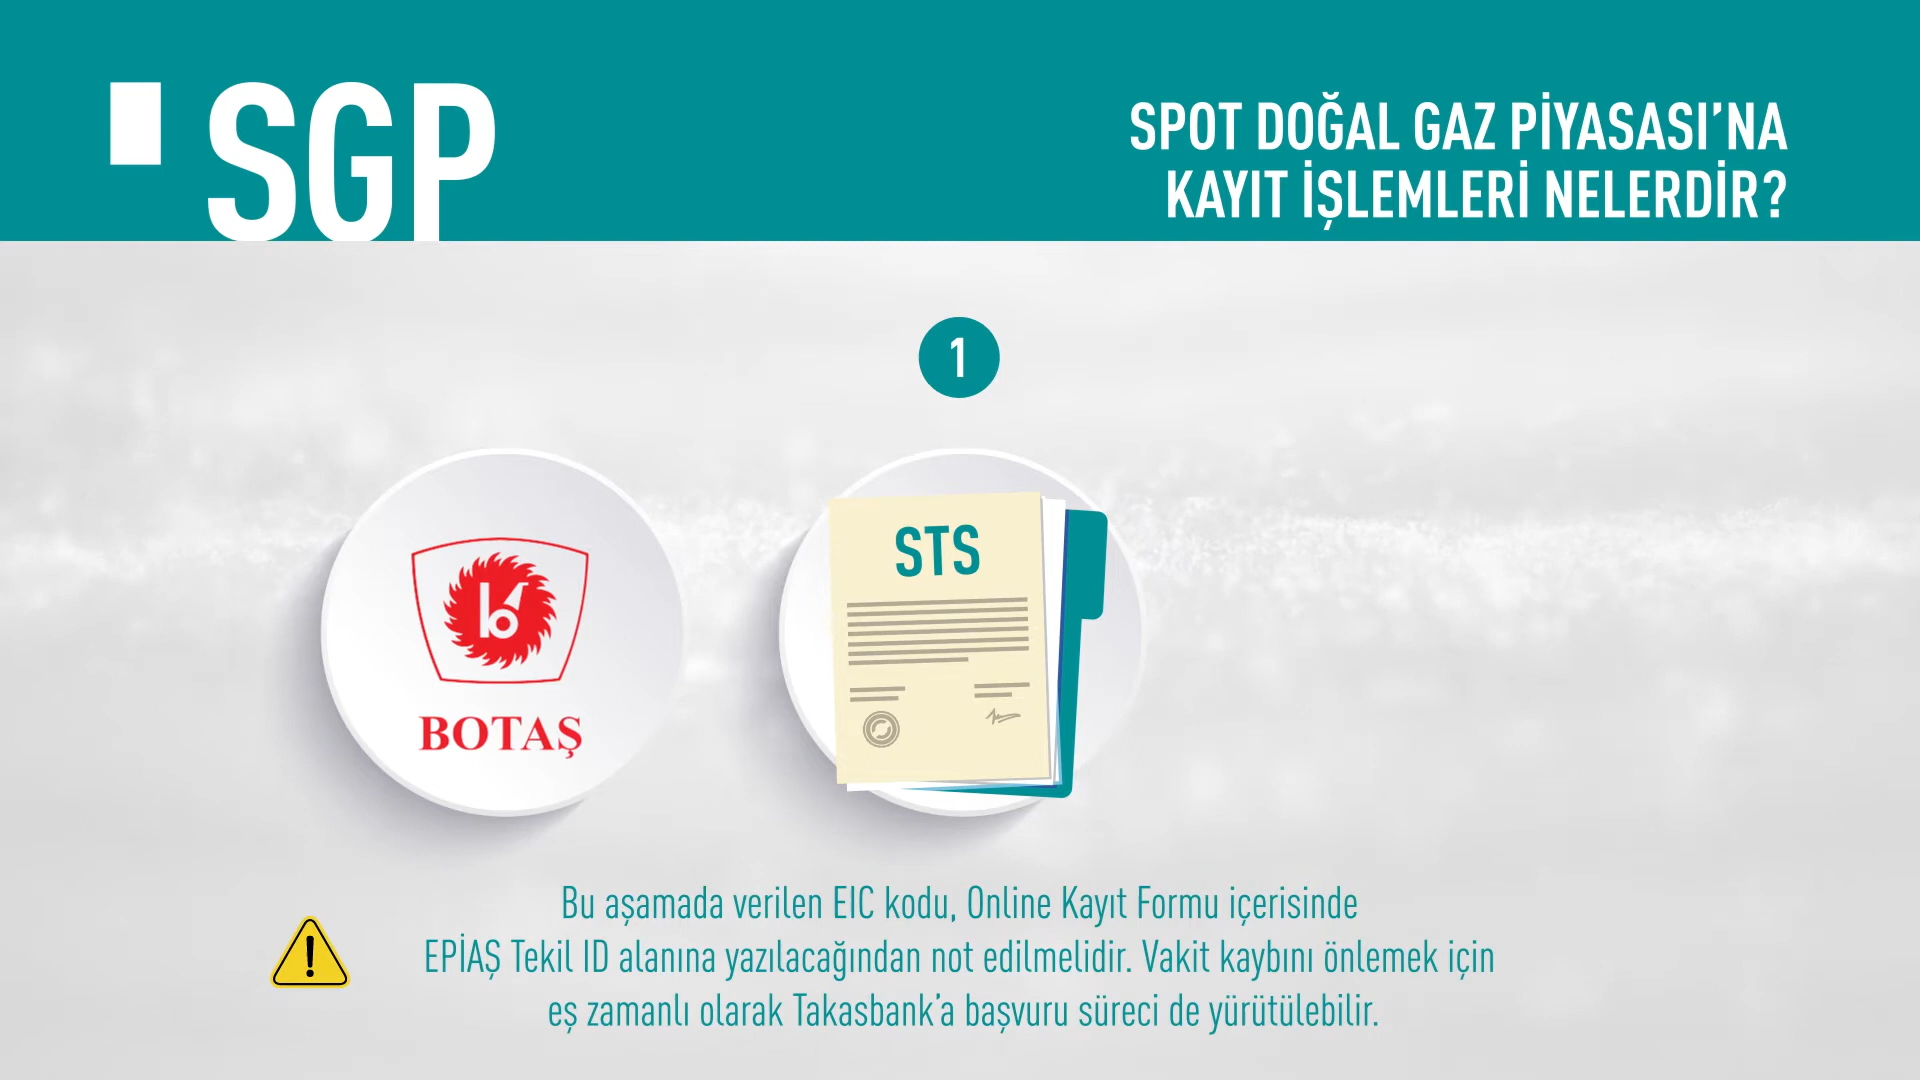 SGP
SPOT DOĞAL GAZ PİYASASI’NA
KAYIT İŞLEMLERİ NELERDİR?
1
BOTAŞ
STS
Bu aşamada verilen EIC kodu, Online Kayıt Formu içerisinde
EPİAŞ Tekil ID alanına yazılacağından not edilmelidir. Vakit kaybını önlemek için
eş zamanlı olarak Takasbank’a başvuru süreci de yürütülebilir.